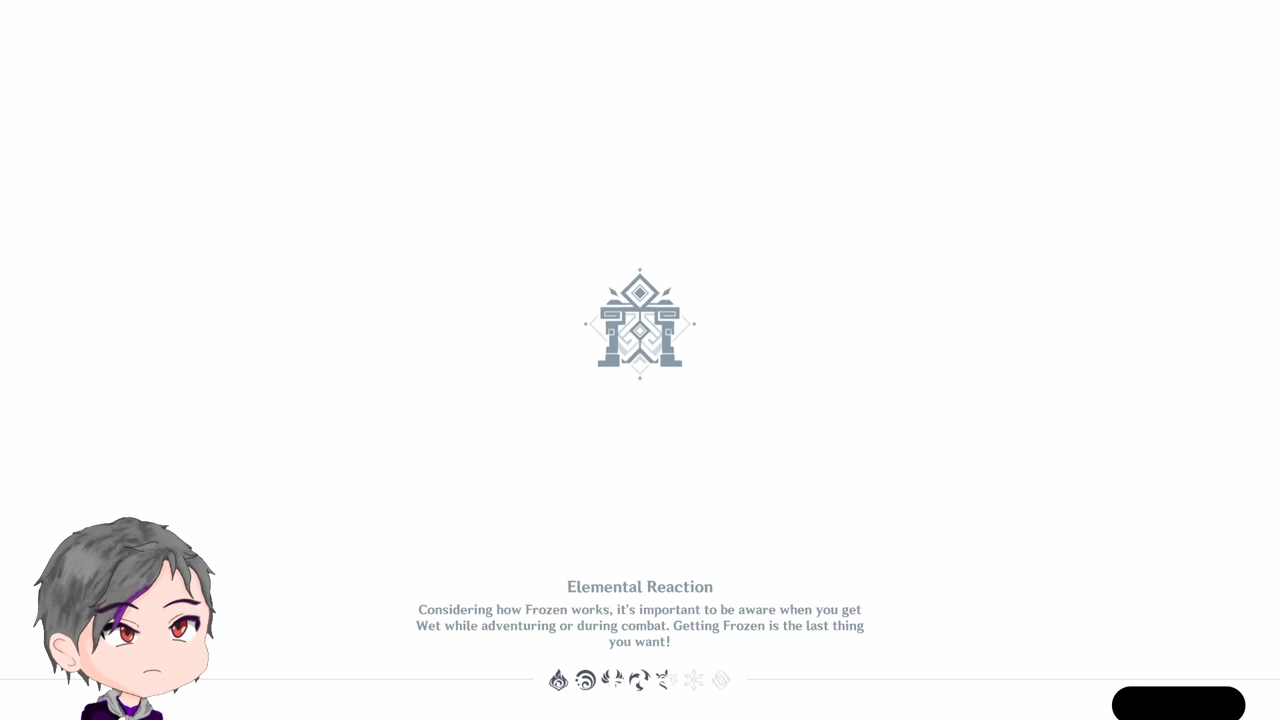 Elemental Reaction
Considering how Frozen works, it's important to be aware when you get
Wet while adventuring or during combat. Getting Frozen is the last thing
you want!